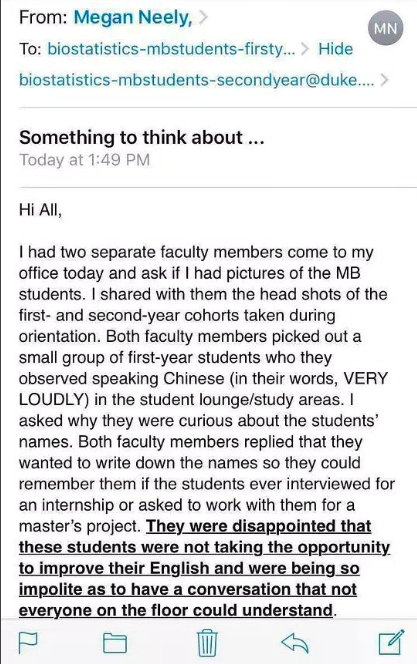 From: Megan Neely,
MN
To: biostatistics-mbstudents-firsty... Hide
biostatistics-mbstudents-secondyear@duke....
Something to think about ...
Today at 1:49 PM
Hi All,
I had two separate faculty members come to my
office today and ask if I had pictures of the MB
students. I shared with them the head shots of the
first- and second-year cohorts taken during
orientation. Both faculty members picked out a
small group of first-year students who they
observed speaking Chinese (in their words, VERY
LOUDLY) in the student lounge/study areas. I
asked why they were curious about the students'
names. Both faculty members replied that they
wanted to write down the names so they could
remember them if the students ever interviewed for
an internship or asked to work with them for a
master's project. They were disappointed that
these students were not taking the opportunity
to improve their English and were being so
impolite as to have a conversation that not
everyone on the floor could understand.